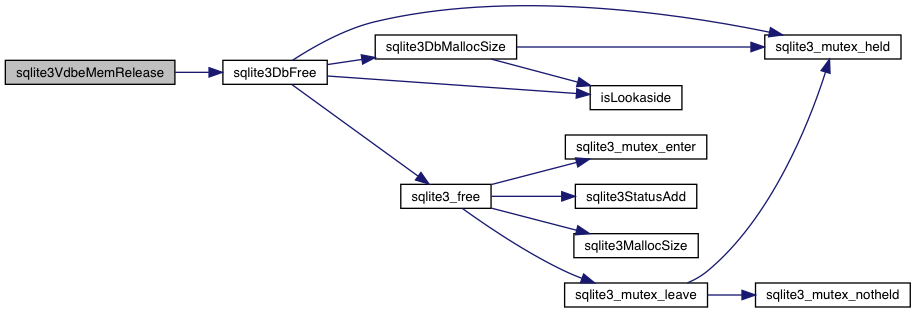 sqlite3VdbeMemRelease
sqlite3DbFree
sqlite3DbMallocSize
sqlite3_mutex_held
isLookaside
sqlite3_free
sqlite3_mutex_enter
sqlite3StatusAdd
sqlite3MallocSize
sqlite3_mutex_leave
sqlite3_mutex_notheld